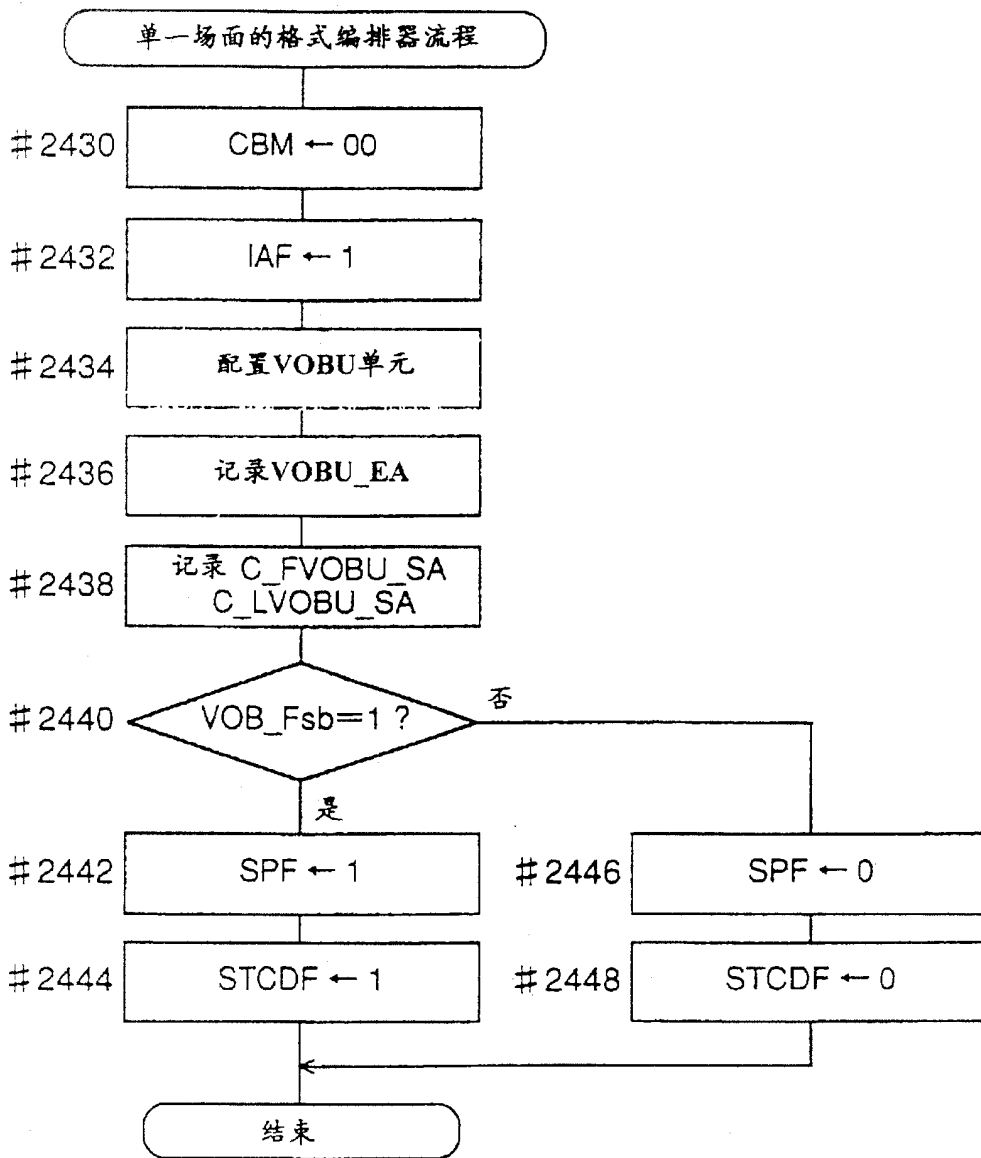 单一场面的格式编排器流程
#2430
CBM ← 00
#2432
IAF ← 1
#2434
配置VOBU单元
#2436
记录VOBU_EA
#2438
记录 C_FVOBU_SA
C_LVOBU_SA
#2440
VOB_Fsb=1 ?
否
是
#2442
SPF ← 1
#2446
SPF ← 0
#2444
STCDF ← 1
#2448
STCDF ← 0
结束